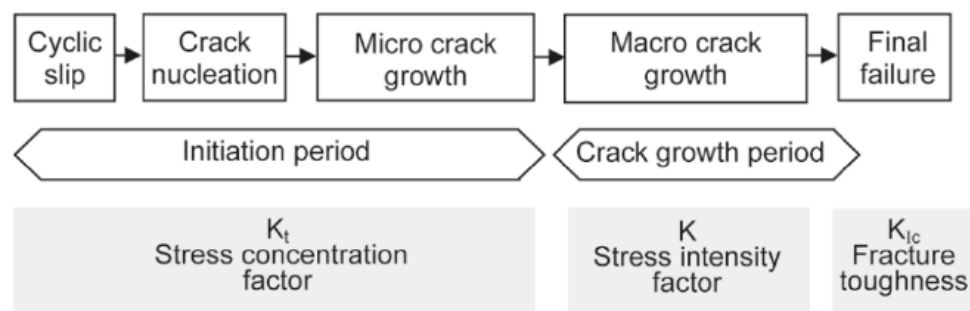 Cyclic
slip
Crack
nucleation
Micro crack
growth
Macro crack
growth
Final
failure
Initiation period
Crack growth period
Kt
Stress concentration
factor
K
Stress intensity
factor
KIc
Fracture
toughness